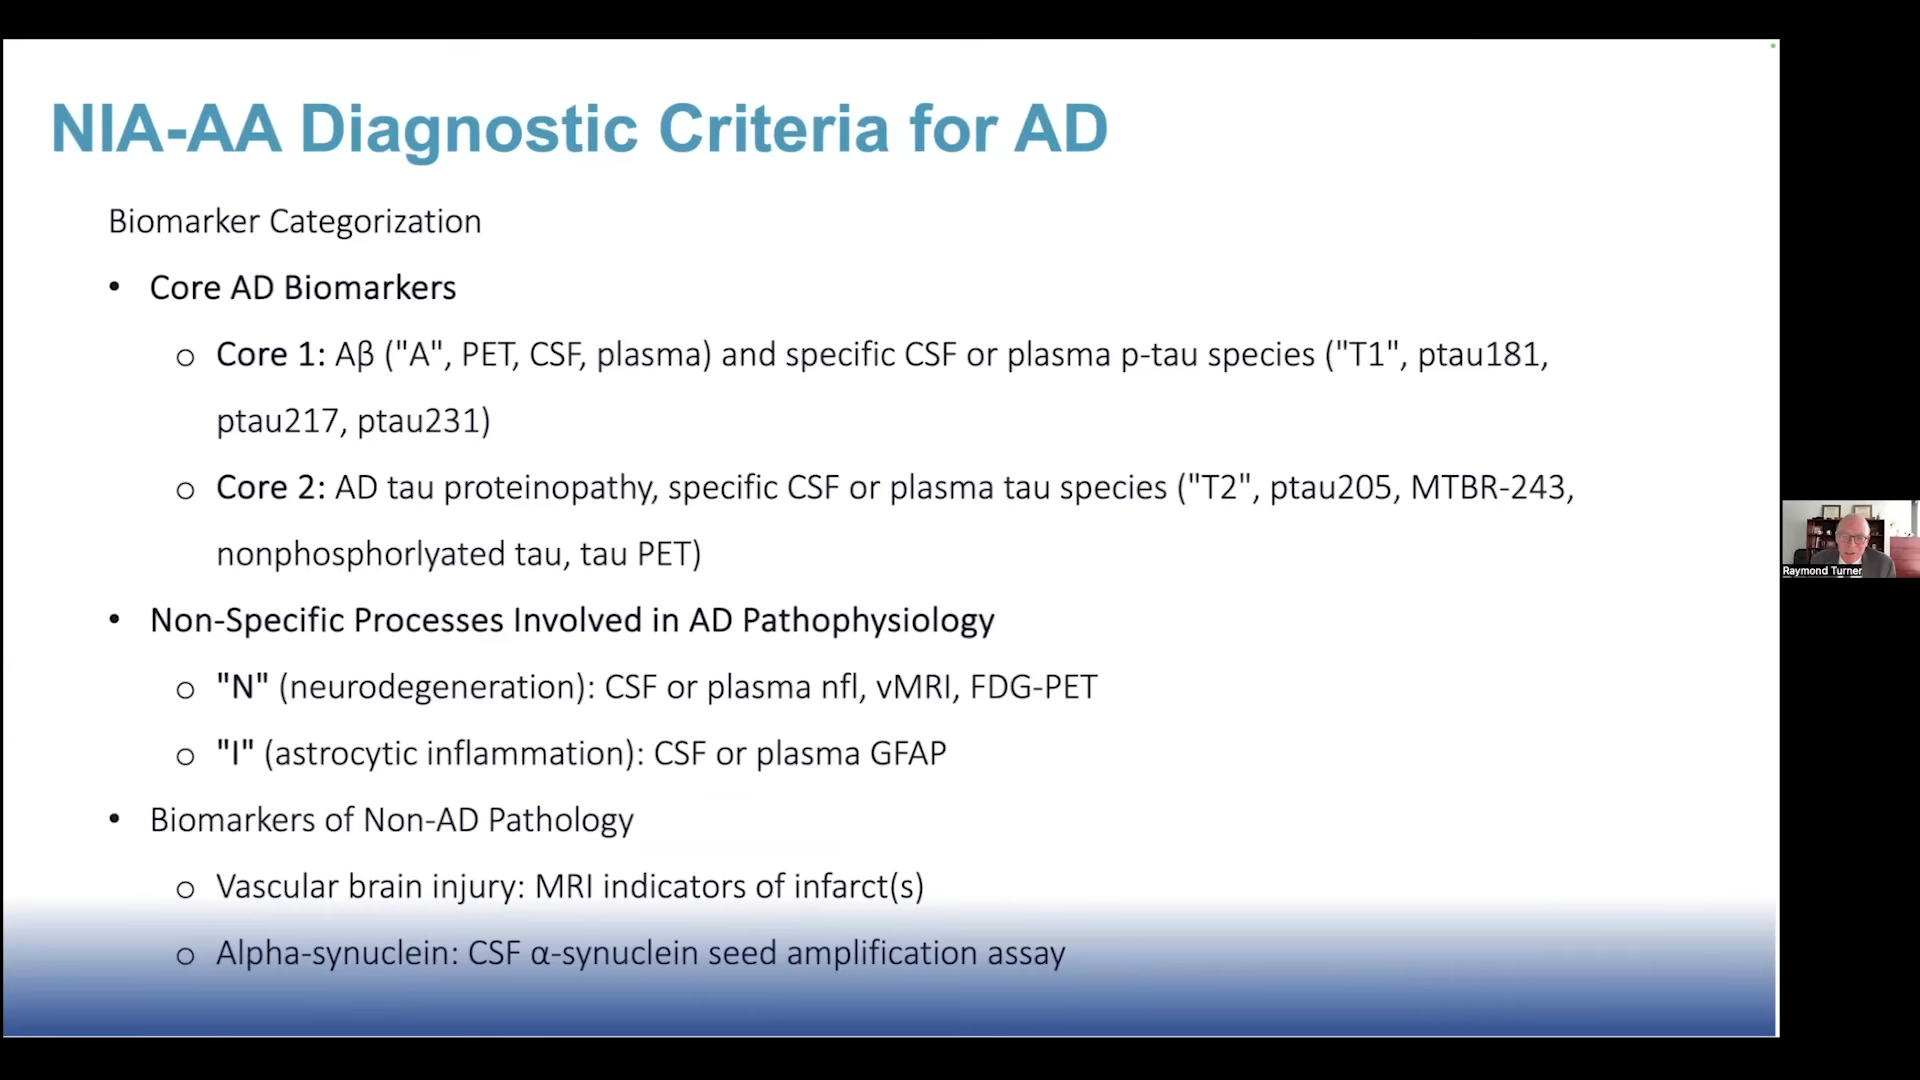 NIA-AA Diagnostic Criteria for AD
Biomarker Categorization
• Core AD Biomarkers
o Core 1: Aβ ("A", PET, CSF, plasma) and specific CSF or plasma p-tau species ("T1", ptau181,
ptau217, ptau231)
o Core 2: AD tau proteinopathy, specific CSF or plasma tau species ("T2", ptau205, MTBR-243,
nonphosphorlyated tau, tau PET)
• Non-Specific Processes Involved in AD Pathophysiology
o "N" (neurodegeneration): CSF or plasma nfl, vMRI, FDG-PET
o "I" (astrocytic inflammation): CSF or plasma GFAP
• Biomarkers of Non-AD Pathology
o Vascular brain injury: MRI indicators of infarct(s)
o Alpha-synuclein: CSF α-synuclein seed amplification assay
Raymond Turner